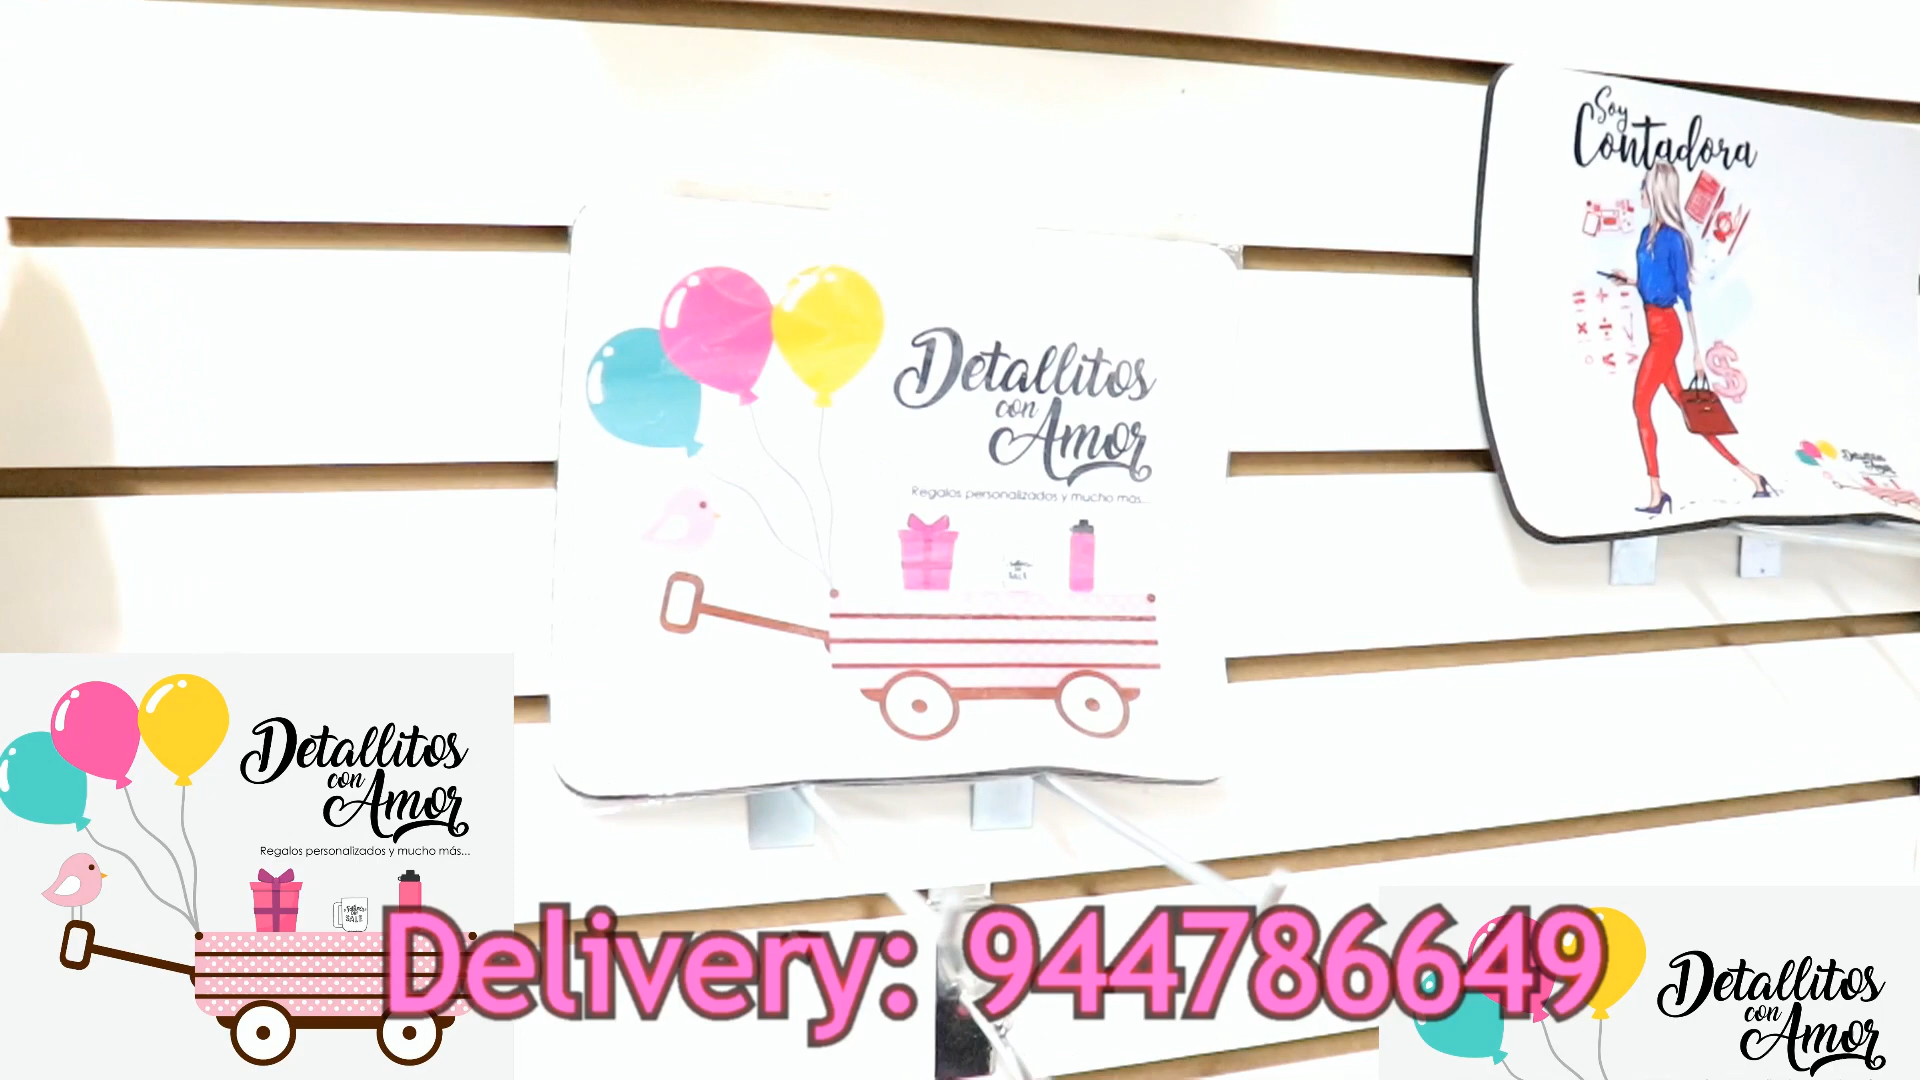 Soy
Contadora
Detallitos
con
Amor
Regalos personalizados y mucho más...
Detallitos
con
Amor
Regalos personalizados y mucho más...
SALE
Delivery: 944786649
Detallitos
con
Amor